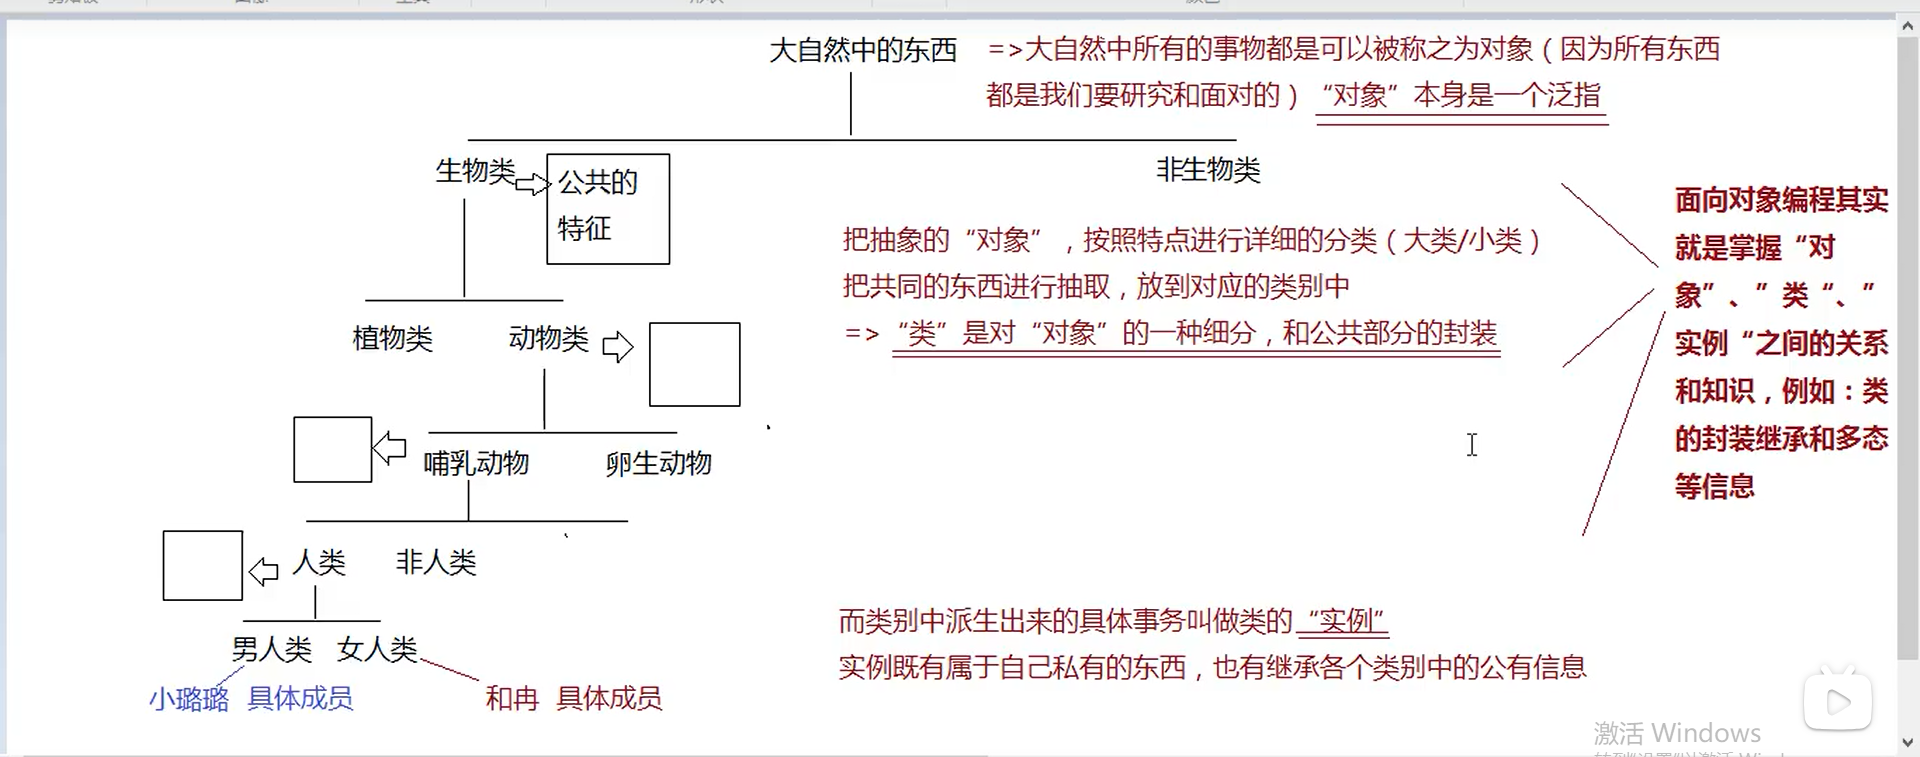 大自然中的东西 =>大自然中所有的事物都是可以被称之为对象（因为所有东西
都是我们要研究和面对的）“对象”本身是一个泛指
生物类
公共的
特征
非生物类
把抽象的“对象”，按照特点进行详细的分类（大类/小类）
把共同的东西进行抽取，放到对应的类别中
=>“类”是对“对象”的一种细分，和公共部分的封装
植物类 动物类
哺乳动物 卵生动物
人类 非人类
男人类 女人类
小璐璐 具体成员
和冉 具体成员
而类别中派生出来的具体事务叫做类的“实例”
实例既有属于自己私有的东西，也有继承各个类别中的公有信息
面向对象编程其实
就是掌握“对
象”、”类“、”
实例“之间的关系
和知识，例如：类
的封装继承和多态
等信息
激活 Windows